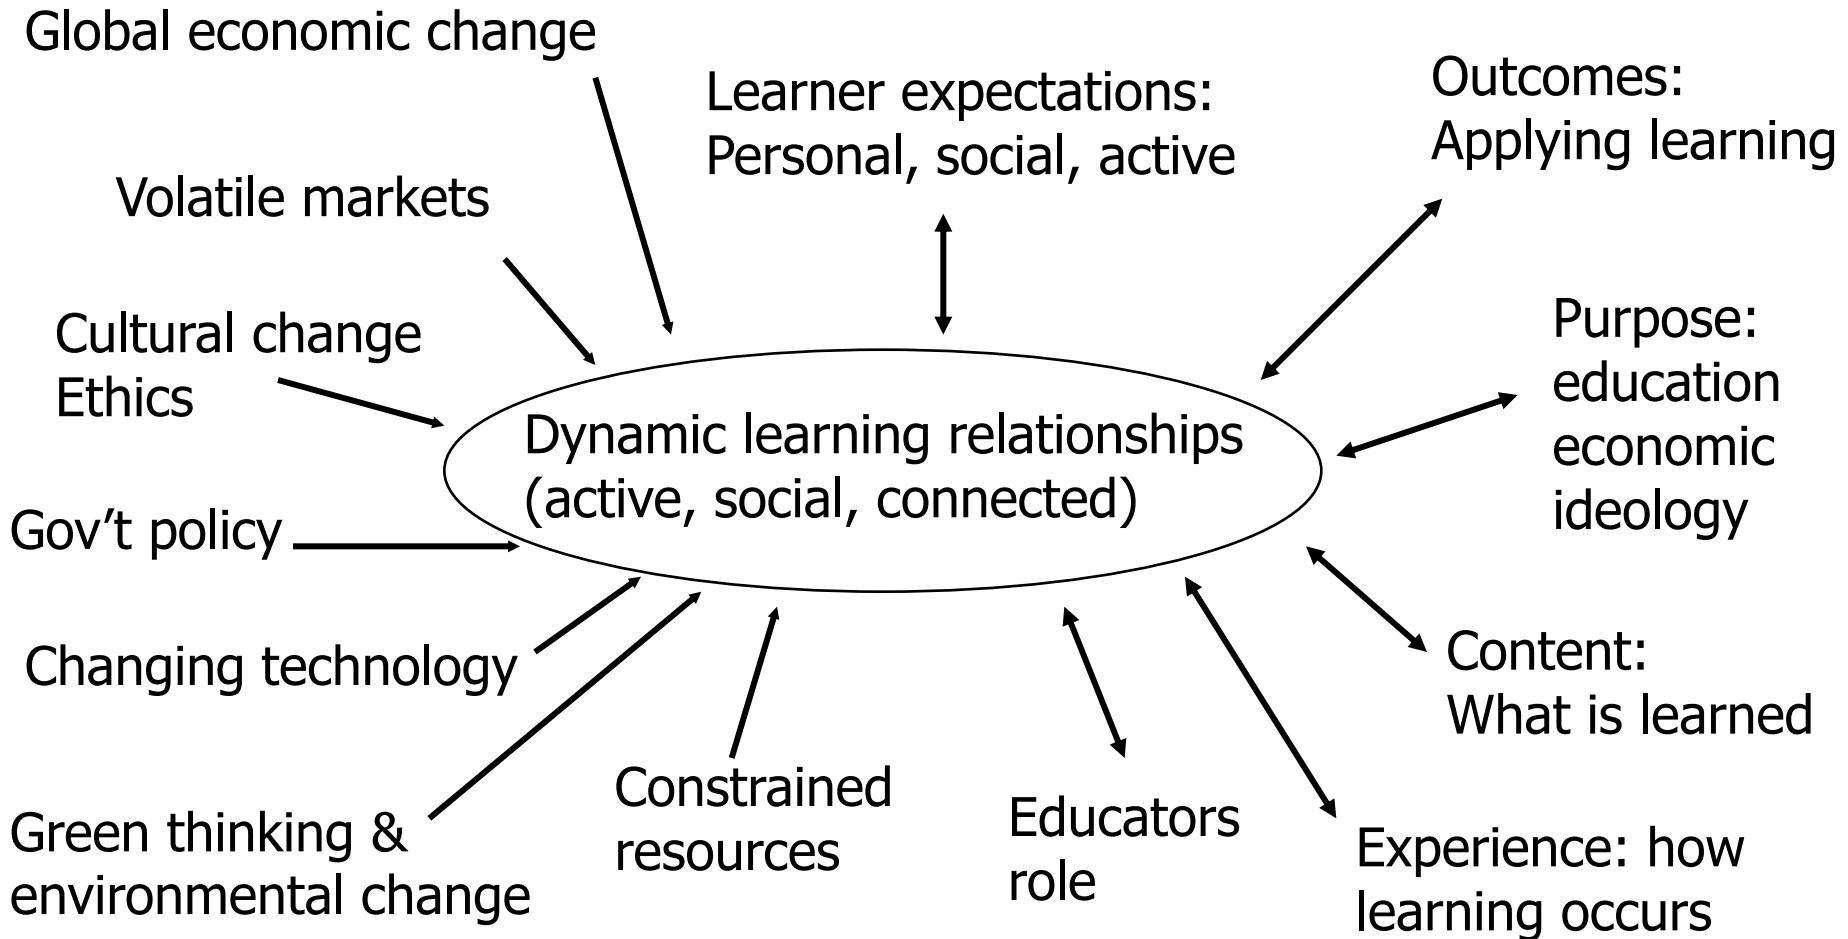 Global economic change
Learner expectations:
Personal, social, active
Outcomes:
Applying learning
Volatile markets
Cultural change
Ethics
Purpose:
education
economic
ideology
Dynamic learning relationships
(active, social, connected)
Gov’t policy
Changing technology
Content:
What is learned
Green thinking &
environmental change
Constrained
resources
Educators
role
Experience: how
learning occurs